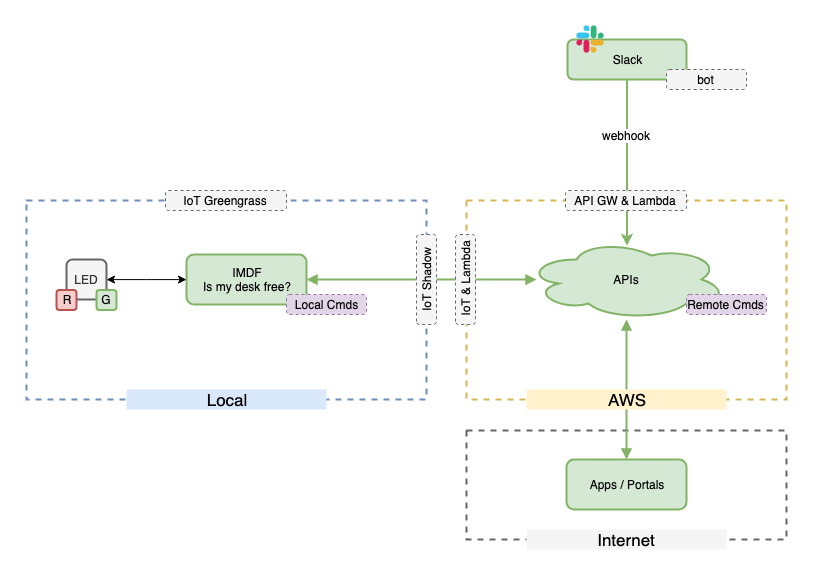 Slack
bot
webhook
IoT Greengrass
API GW & Lambda
LED
R
G
IMDF
Is my desk free?
Local Cmds
IoT Shadow
IoT & Lambda
APIs
Remote Cmds
Local
AWS
Apps / Portals
Internet